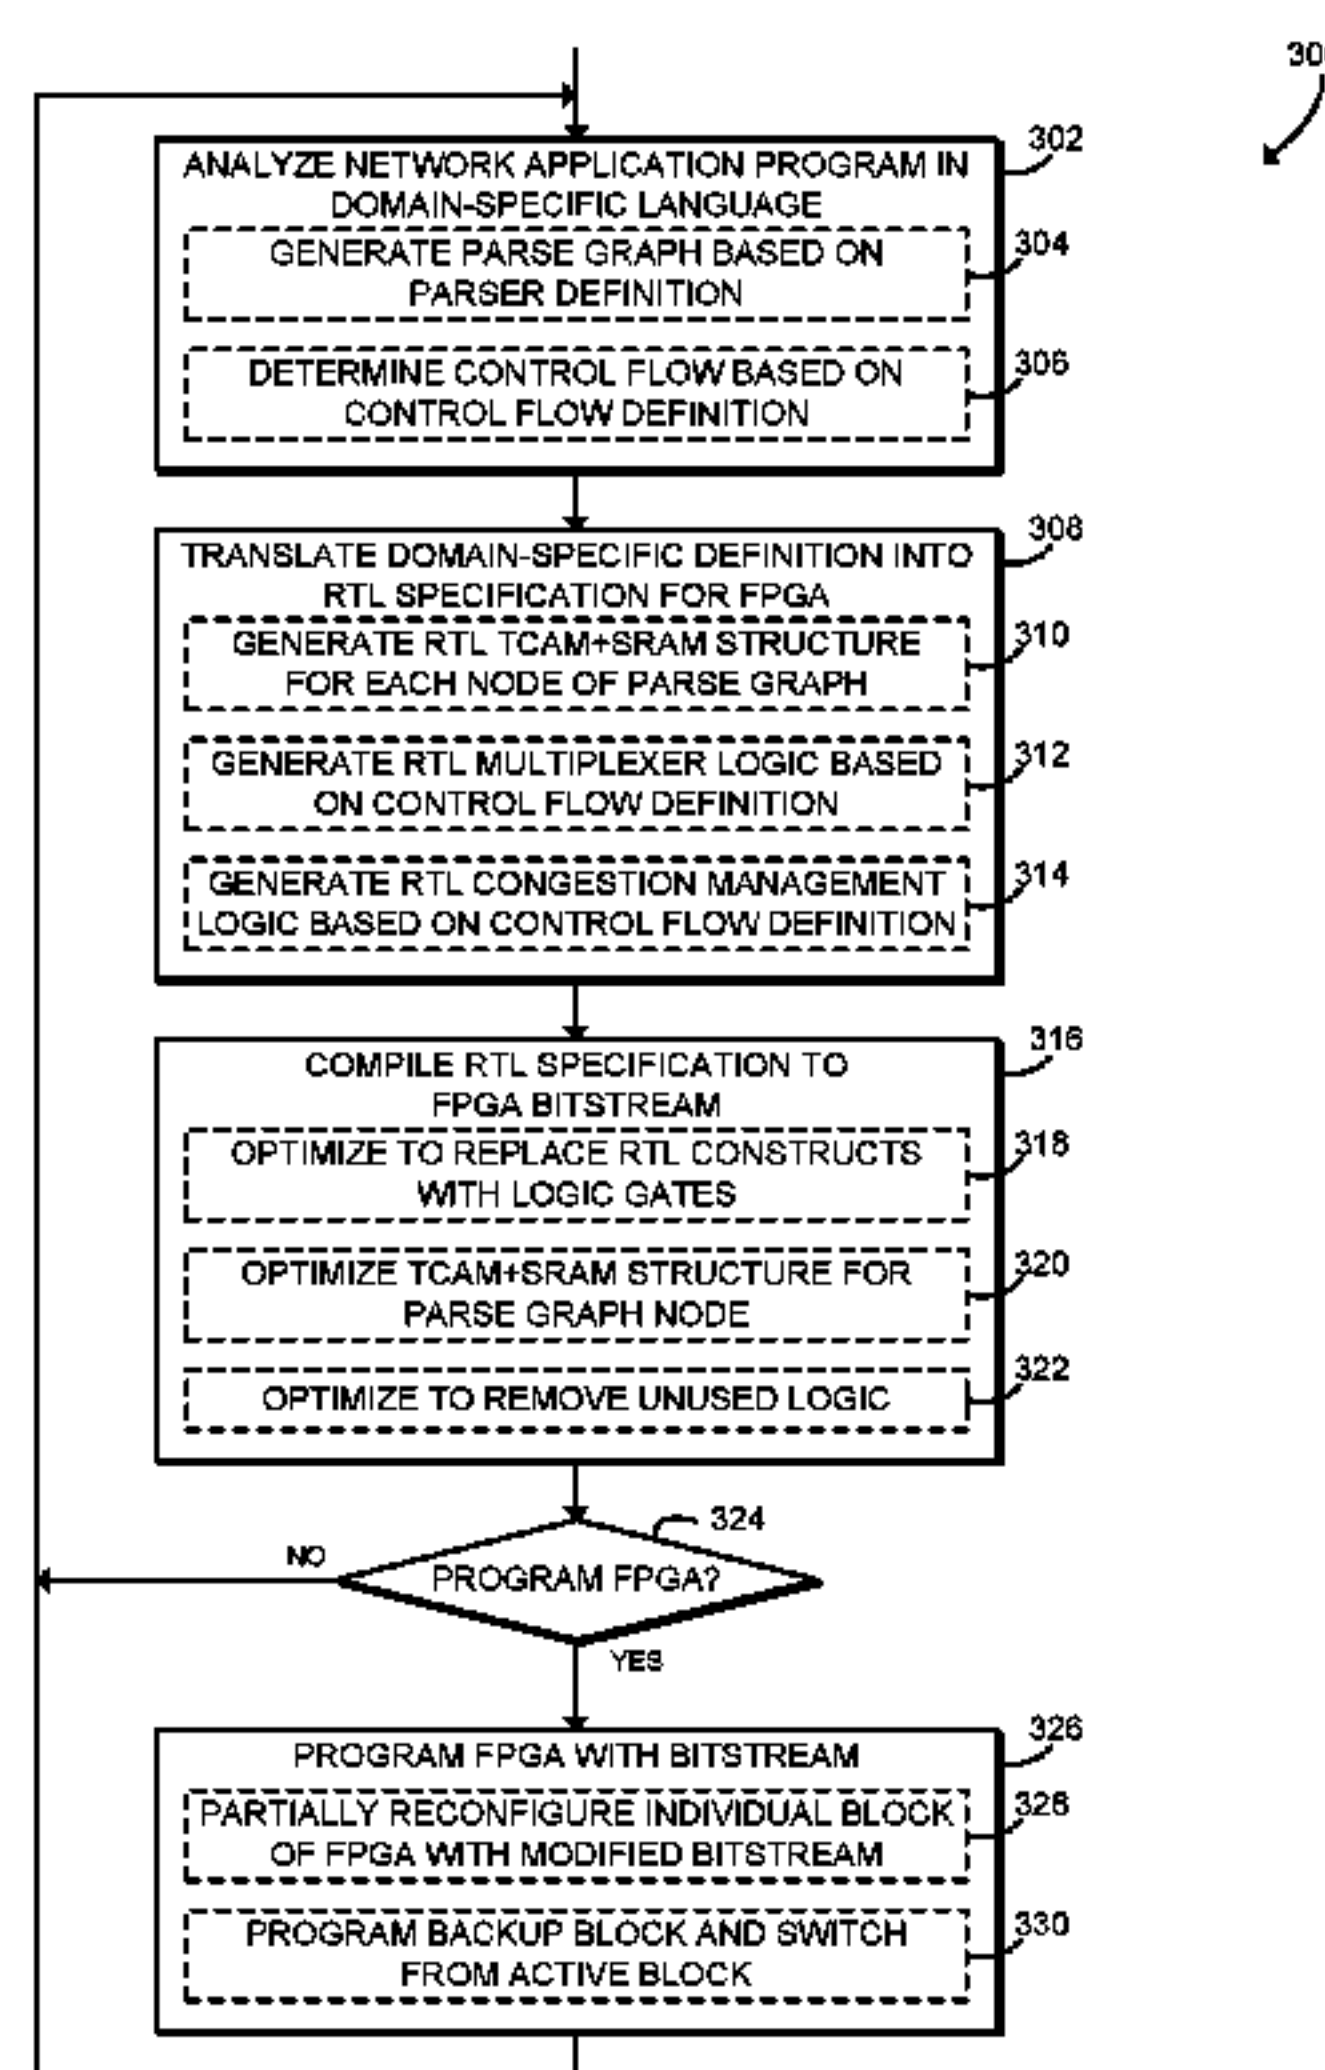 30
302
ANALYZE NETWORK APPLICATION PROGRAM IN
DOMAIN-SPECIFIC LANGUAGE
304
GENERATE PARSE GRAPH BASED ON
PARSER DEFINITION
306
DETERMINE CONTROL FLOW BASED ON
CONTROL FLOW DEFINITION
308
TRANSLATE DOMAIN-SPECIFIC DEFINITION INTO
RTL SPECIFICATION FOR FPGA
310
GENERATE RTL TCAM+SRAM STRUCTURE
FOR EACH NODE OF PARSE GRAPH
312
GENERATE RTL MULTIPLEXER LOGIC BASED
ON CONTROL FLOW DEFINITION
314
GENERATE RTL CONGESTION MANAGEMENT
LOGIC BASED ON CONTROL FLOW DEFINITION
316
COMPILE RTL SPECIFICATION TO
FPGA BITSTREAM
318
OPTIMIZE TO REPLACE RTL CONSTRUCTS
WITH LOGIC GATES
320
OPTIMIZE TCAM+SRAM STRUCTURE FOR
PARSE GRAPH NODE
322
OPTIMIZE TO REMOVE UNUSED LOGIC
324
NO
PROGRAM FPGA?
YES
326
PROGRAM FPGA WITH BITSTREAM
328
PARTIALLY RECONFIGURE INDIVIDUAL BLOCK
OF FPGA WITH MODIFIED BITSTREAM
330
PROGRAM BACKUP BLOCK AND SWITCH
FROM ACTIVE BLOCK